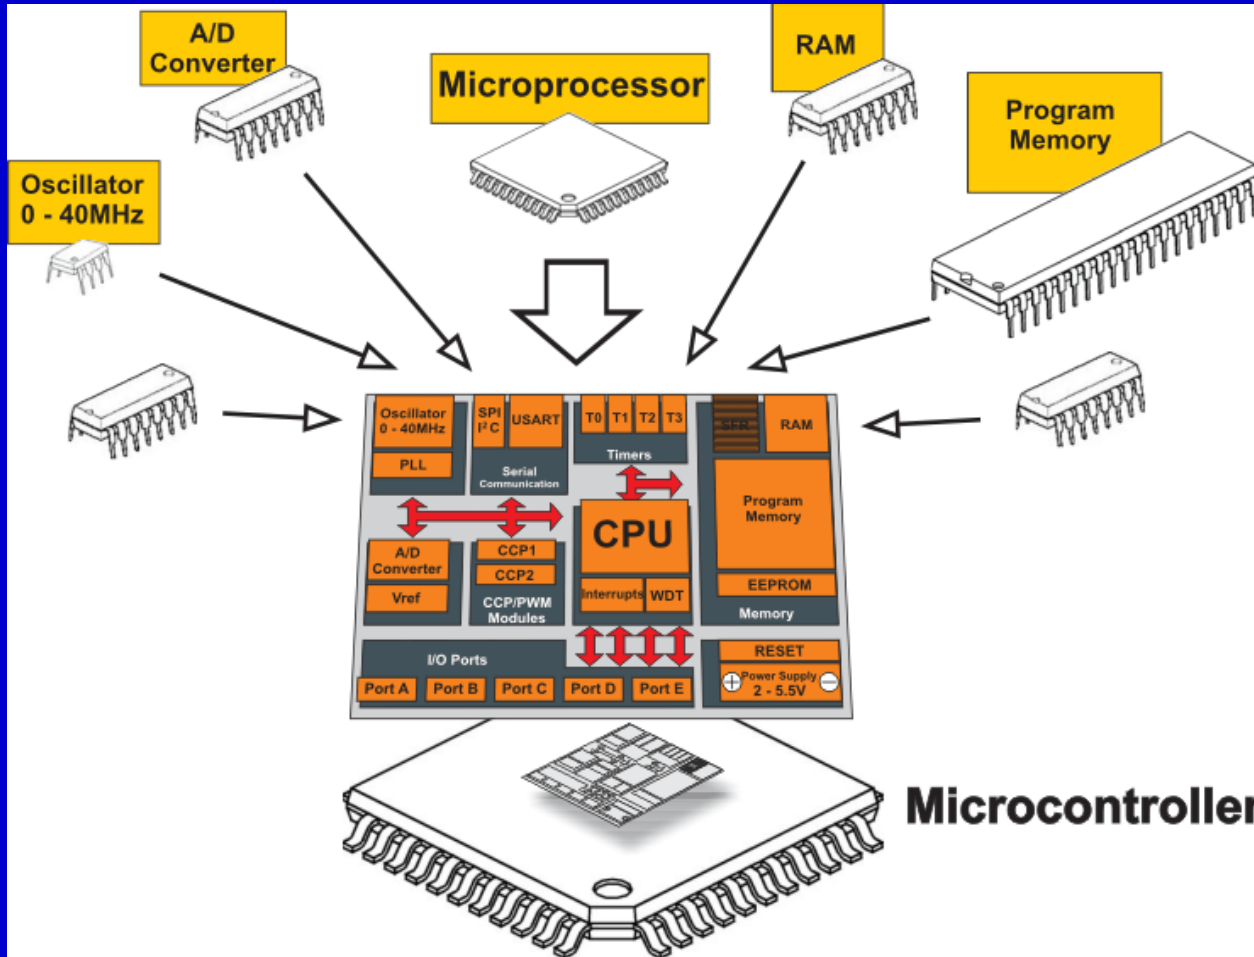 A/D
Converter
Microprocessor
RAM
Program
Memory
Oscillator
0 - 40MHz
Oscillator
0 - 40MHz
PLL
SPI
I²C
USART
Serial
Communication
T0
T1
T2
T3
Timers
SFR
RAM
Program
Memory
EEPROM
Memory
A/D
Converter
Vref
CCP1
CCP2
CCP/PWM
Modules
CPU
Interrupts
WDT
I/O Ports
Port A
Port B
Port C
Port D
Port E
RESET
+
Power Supply
2 - 5.5V
−
Microcontroller